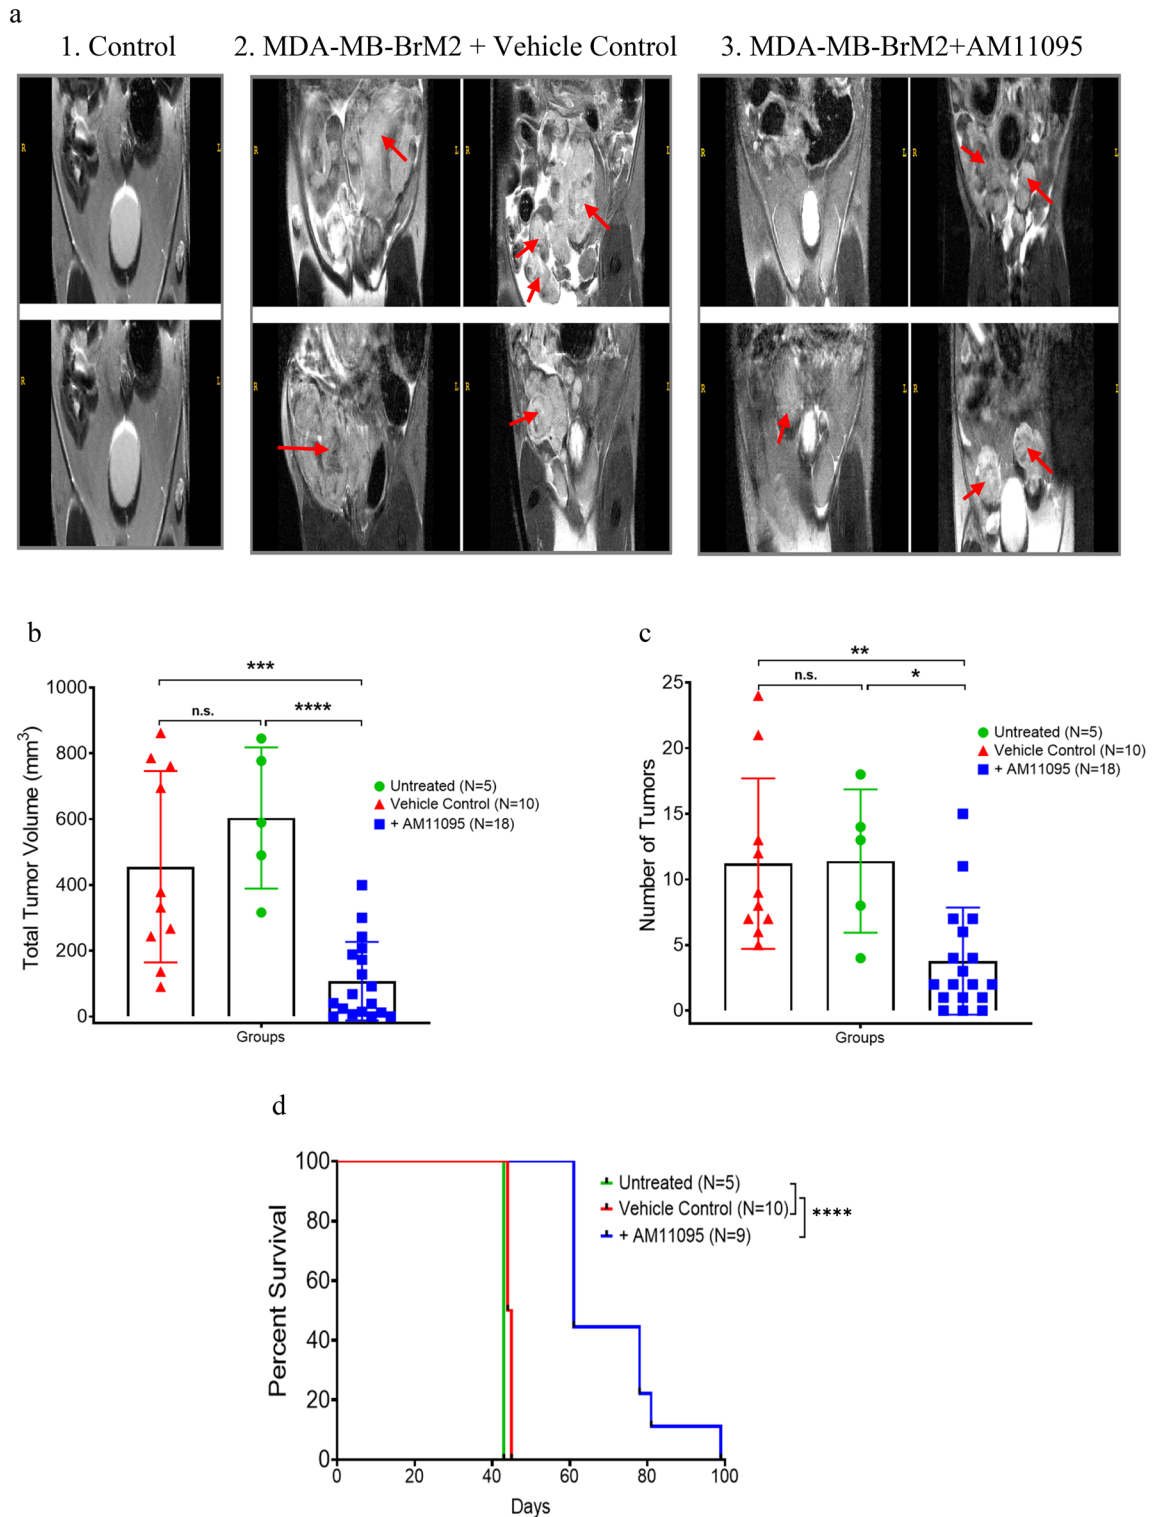 a
1. Control
2. MDA-MB-BrM2 + Vehicle Control
3. MDA-MB-BrM2+AM11095
R
L
R
R
L
R
R
L
R
R
L
R
b
***
n.s.
****
1000
800
600
400
200
0
Total Tumor Volume (mm3)
Groups
Untreated (N=5)
Vehicle Control (N=10)
+ AM11095 (N=18)
c
**
n.s.
*
25
20
15
10
5
0
Number of Tumors
Groups
Untreated (N=5)
Vehicle Control (N=10)
+ AM11095 (N=18)
d
100
80
60
40
20
0
Percent Survival
0 20 40 60 80 100
Days
Untreated (N=5)
Vehicle Control (N=10)
+ AM11095 (N=9)
****